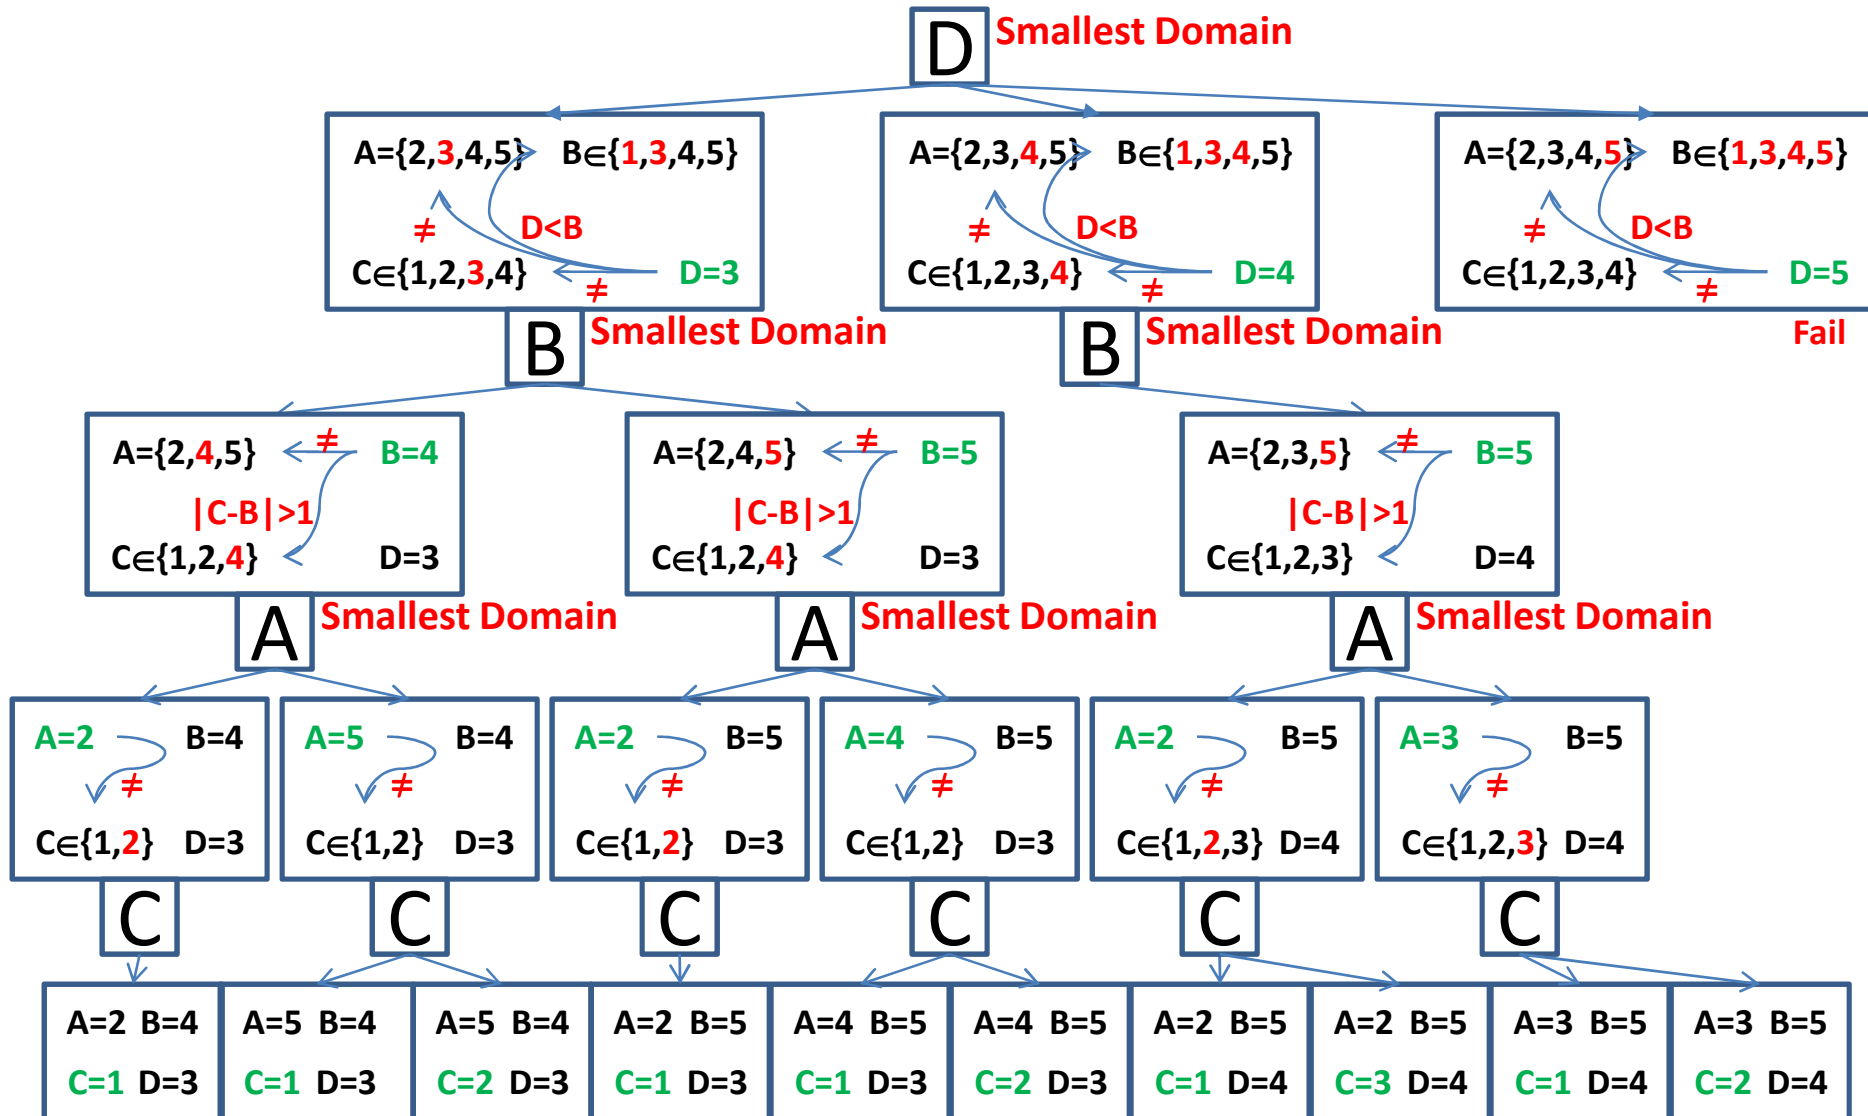 D Smallest Domain
A={2,3,4,5} B∈{1,3,4,5}
≠ D<B
C∈{1,2,3,4} ≠ D=3
A={2,3,4,5} B∈{1,3,4,5}
≠ D<B
C∈{1,2,3,4} ≠ D=4
A={2,3,4,5} B∈{1,3,4,5}
≠ D<B
C∈{1,2,3,4} ≠ D=5
B Smallest Domain
B Smallest Domain
Fail
A={2,4,5} ≠ B=4
|C-B|>1
C∈{1,2,4} D=3
A={2,4,5} ≠ B=5
|C-B|>1
C∈{1,2,4} D=3
A={2,3,5} ≠ B=5
|C-B|>1
C∈{1,2,3} D=4
A Smallest Domain
A Smallest Domain
A Smallest Domain
A=2 B=4
≠
C∈{1,2} D=3
A=5 B=4
≠
C∈{1,2} D=3
A=2 B=5
≠
C∈{1,2} D=3
A=4 B=5
≠
C∈{1,2} D=3
A=2 B=5
≠
C∈{1,2,3} D=4
A=3 B=5
≠
C∈{1,2,3} D=4
C
C
C
C
C
C
A=2 B=4
C=1 D=3
A=5 B=4
C=1 D=3
A=5 B=4
C=2 D=3
A=2 B=5
C=1 D=3
A=4 B=5
C=1 D=3
A=4 B=5
C=2 D=3
A=2 B=5
C=1 D=4
A=2 B=5
C=3 D=4
A=3 B=5
C=1 D=4
A=3 B=5
C=2 D=4